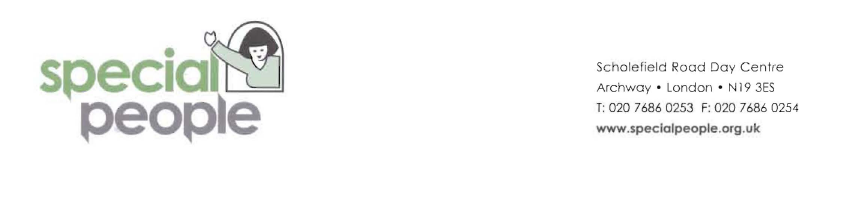 special
people
Scholefield Road Day Centre
Archway • London • N19 3ES
T: 020 7686 0253 F: 020 7686 0254
www.specialpeople.org.uk